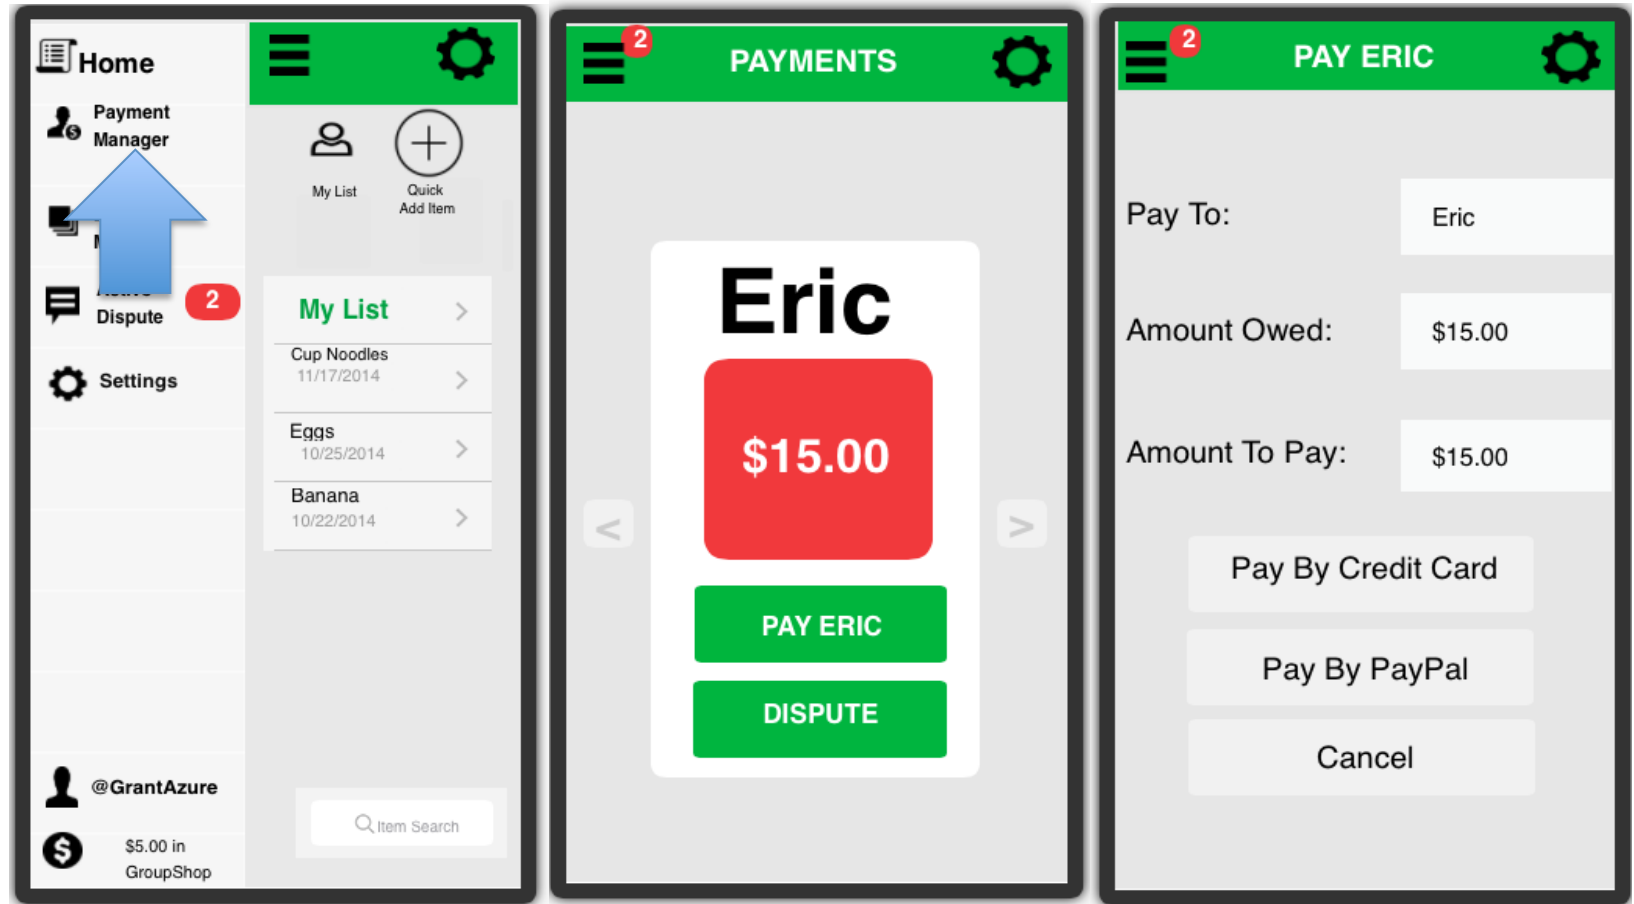 Home
Payment
Manager
Dispute
2
Settings
@GrantAzure
$5.00 in
GroupShop
My List
Quick
Add Item
My List
Cup Noodles
11/17/2014
Eggs
10/25/2014
Banana
10/22/2014
Item Search
2
PAYMENTS
Eric
$15.00
<
>
PAY ERIC
DISPUTE
2
PAY ERIC
Pay To:
Eric
Amount Owed:
$15.00
Amount To Pay:
$15.00
Pay By Credit Card
Pay By PayPal
Cancel